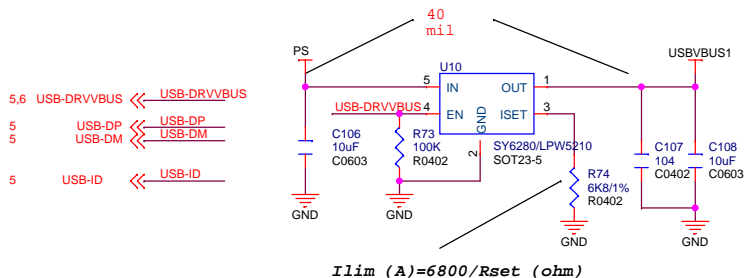 40
mil
PS
USBVBUS1
U10
5 IN OUT 1
5,6 USB-DRVVBUS USB-DRVVBUS
USB-DRVVBUS 4 EN ISET 3
GND
5 USB-DP USB-DP
5 USB-DM USB-DM
2
C106
10uF
C0603
R73
100K
R0402
SY6280/LPW5210
SOT23-5
C107
104
C0402
C108
10uF
C0603
5 USB-ID USB-ID
R74
6K8/1%
R0402
GND
GND
GND
GND
Ilim (A)=6800/Rset (ohm)